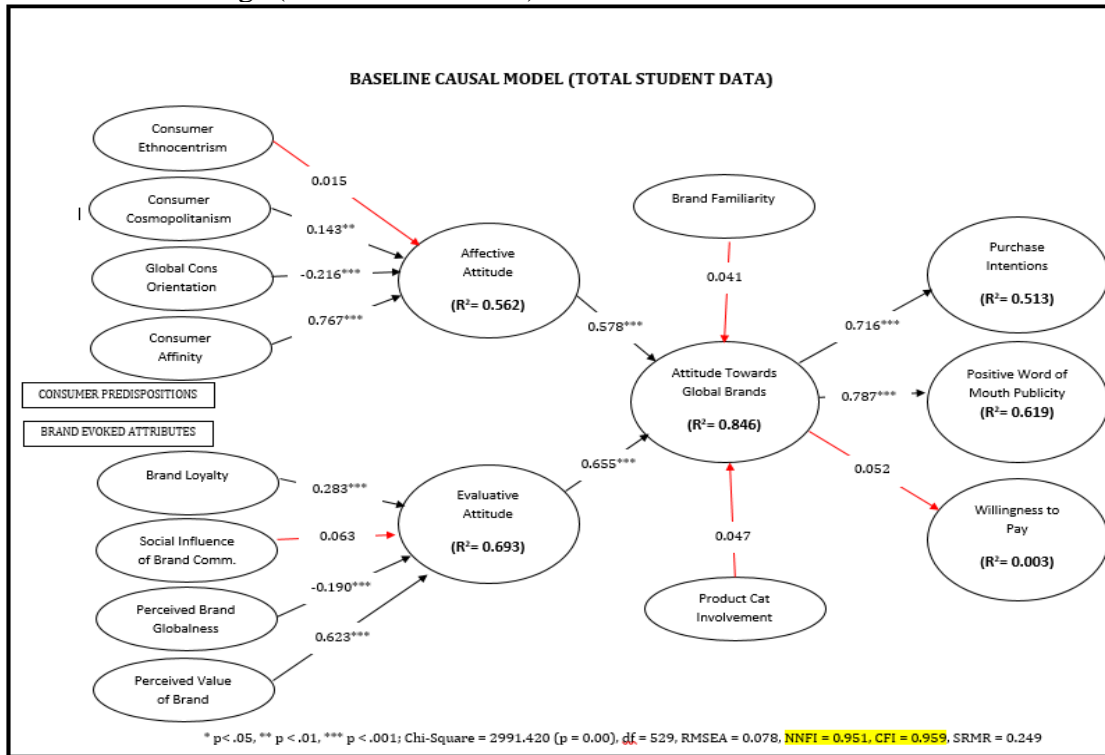 BASELINE CAUSAL MODEL (TOTAL STUDENT DATA)
Consumer
Ethnocentrism
0.015
Consumer
Cosmopolitanism
0.143**
Global Cons
Orientation
-0.216***
Consumer
Affinity
0.767***
Affective
Attitude
(R²= 0.562)
0.578***
Brand Familiarity
0.041
Attitude Towards
Global Brands
(R²= 0.846)
Purchase
Intentions
(R²= 0.513)
0.716***
Positive Word of
Mouth Publicity
(R²= 0.619)
0.787***
0.052
Willingness to
Pay
(R²= 0.003)
CONSUMER PREDISPOSITIONS
BRAND EVOKED ATTRIBUTES
Brand Loyalty
0.283***
Social Influence
of Brand Comm.
0.063
Perceived Brand
Globalness
-0.190***
Perceived Value
of Brand
0.623***
Evaluative
Attitude
(R²= 0.693)
0.655***
0.047
Product Cat
Involvement
* p< .05, ** p < .01, *** p < .001; Chi-Square = 2991.420 (p = 0.00), df = 529, RMSEA = 0.078, NNFI = 0.951, CFI = 0.959, SRMR = 0.249